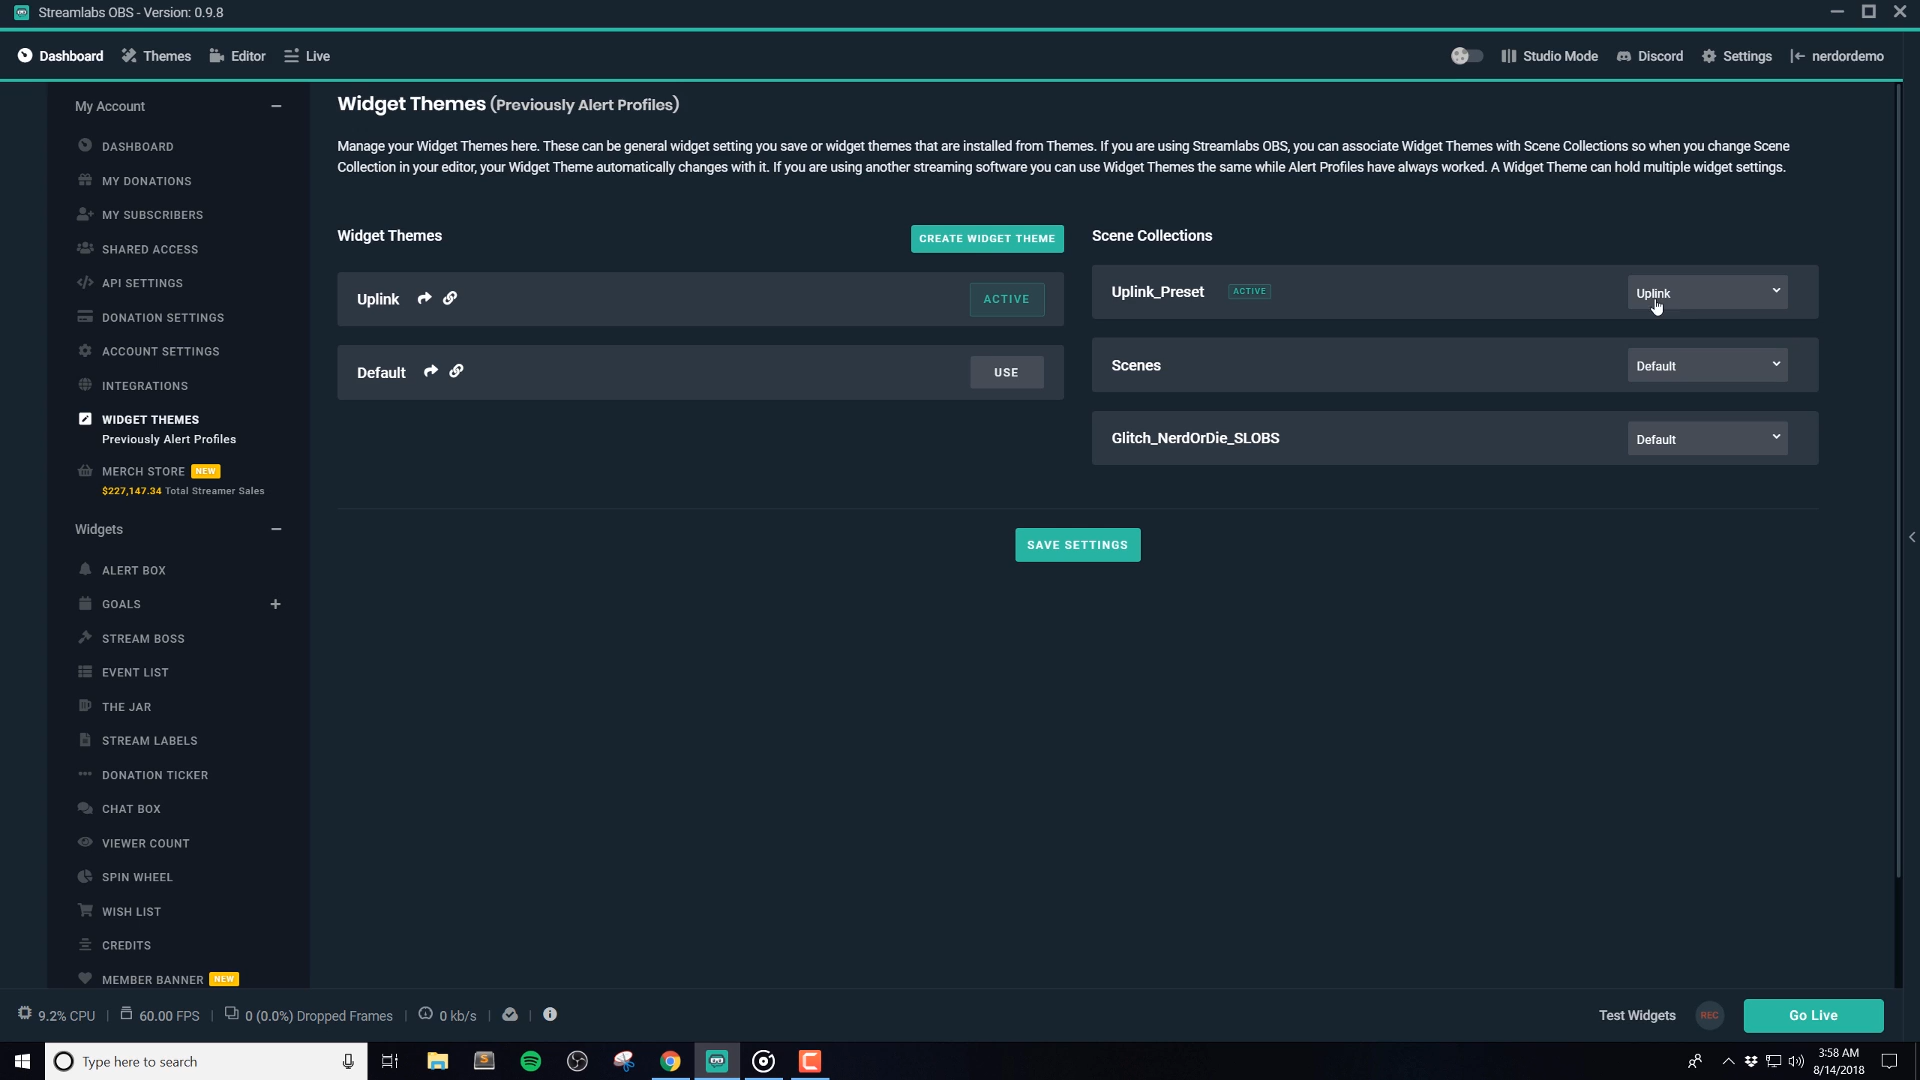 Streamlabs OBS - Version: 0.9.8
Dashboard Themes Editor Live Studio Mode Discord Settings nerdordemo
My Account
DASHBOARD
MY DONATIONS
MY SUBSCRIBERS
SHARED ACCESS
API SETTINGS
DONATION SETTINGS
ACCOUNT SETTINGS
INTEGRATIONS
WIDGET THEMES
Previously Alert Profiles
MERCH STORE NEW
$227,147.34 Total Streamer Sales
Widgets
ALERT BOX
GOALS
STREAM BOSS
EVENT LIST
THE JAR
STREAM LABELS
DONATION TICKER
CHAT BOX
VIEWER COUNT
SPIN WHEEL
WISH LIST
CREDITS
MEMBER BANNER NEW
Widget Themes (Previously Alert Profiles)
Manage your Widget Themes here. These can be general widget setting you save or widget themes that are installed from Themes. If you are using Streamlabs OBS, you can associate Widget Themes with Scene Collections so when you change Scene
Collection in your editor, your Widget Theme automatically changes with it. If you are using another streaming software you can use Widget Themes the same while Alert Profiles have always worked. A Widget Theme can hold multiple widget settings.
Widget Themes CREATE WIDGET THEME
Uplink ACTIVE
Default USE
Scene Collections
Uplink_Preset ACTIVE Uplink
Scenes Default
Glitch_NerdOrDie_SLOBS Default
SAVE SETTINGS
9.2% CPU 60.00 FPS 0 (0.0%) Dropped Frames 0 kb/s Test Widgets REC Go Live
Type here to search
3:58 AM
8/14/2018